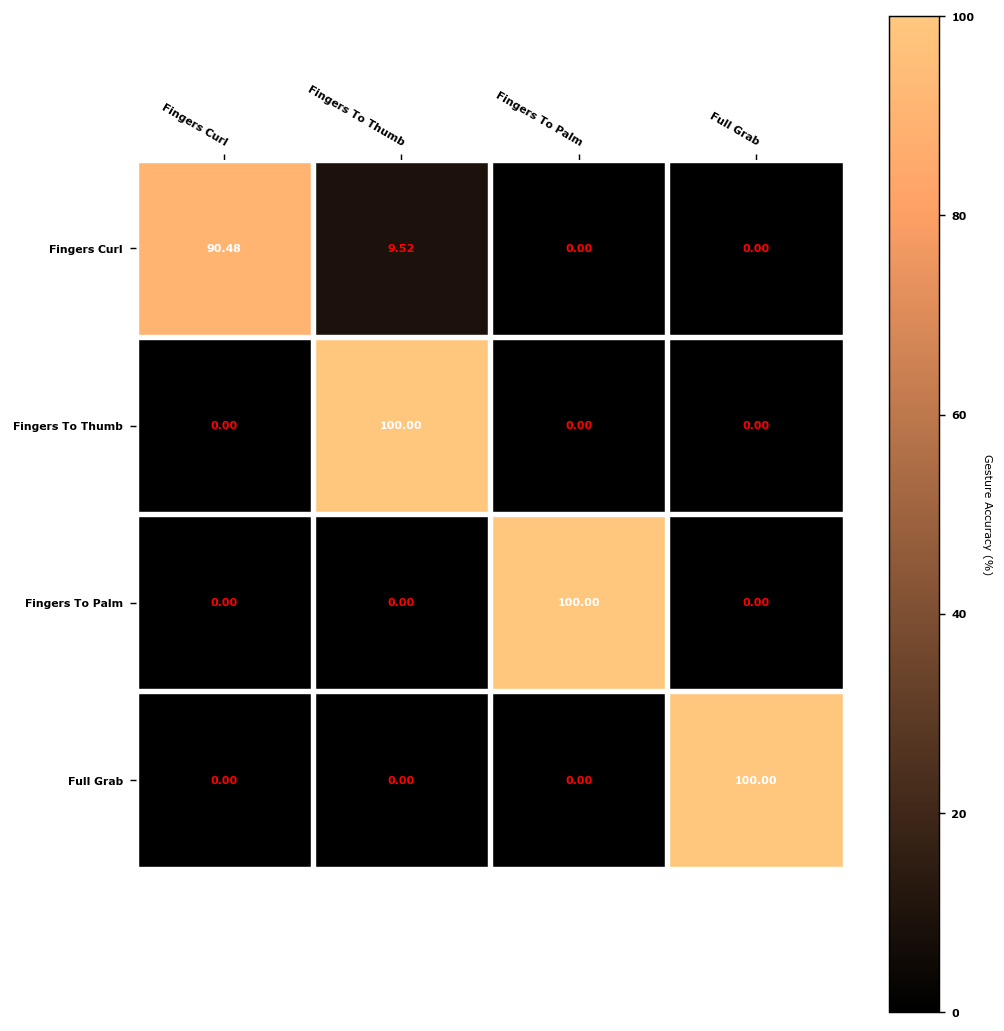 Fingers Curl
Fingers To Thumb
Fingers To Palm
Full Grab
Fingers Curl 90.48 9.52 0.00 0.00
Fingers To Thumb 0.00 100.00 0.00 0.00
Fingers To Palm 0.00 0.00 100.00 0.00
Full Grab 0.00 0.00 0.00 100.00
100
80
60
40
20
0
Gesture Accuracy (%)